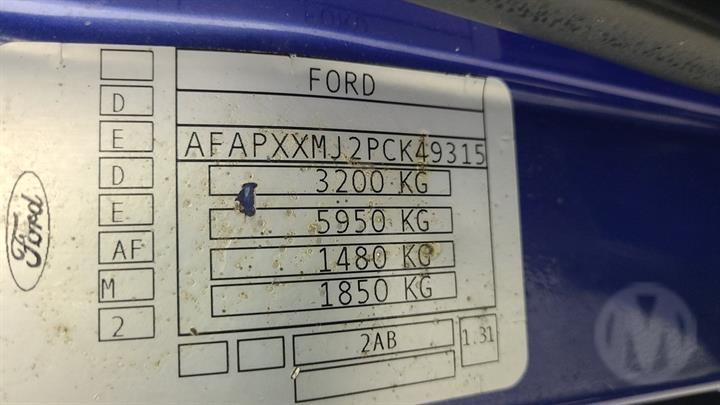 FORD
D
E
AFAPXXMJ2PCK49315
D
3200 KG
E
5950 KG
AF
1480 KG
M
1850 KG
2
2AB
1.31
Ford
M